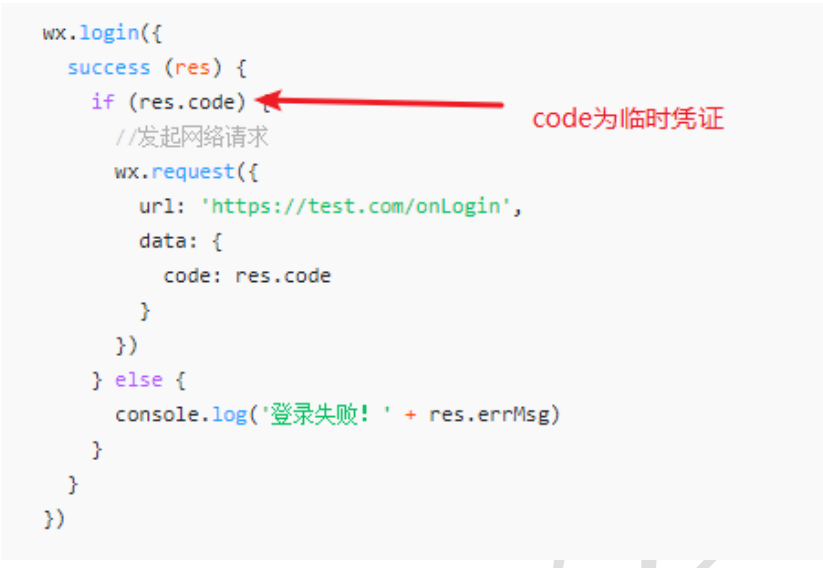 wx.login({
success (res) {
if (res.code) {
code为临时凭证
//发起网络请求
wx.request({
url: 'https://test.com/onLogin',
data: {
code: res.code
}
})
} else {
console.log('登录失败！' + res.errMsg)
}
}
})